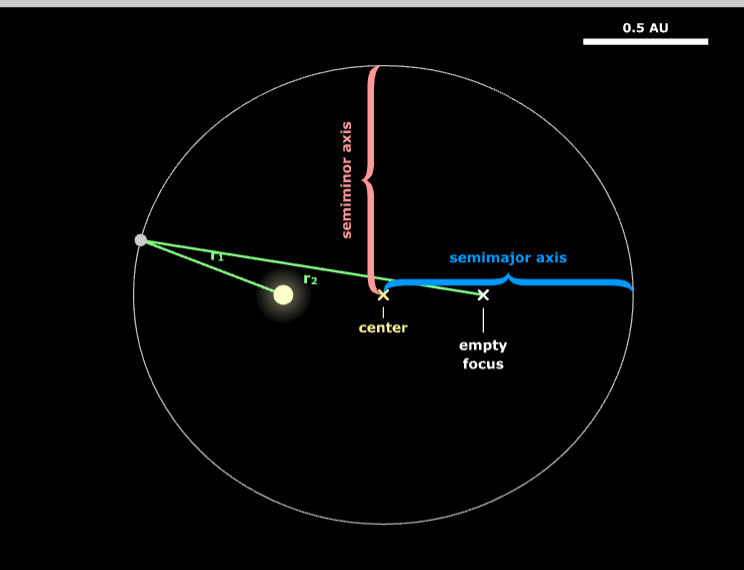 0.5 AU
semiminor axis
semimajor axis
r₁
r₂
center
empty
focus